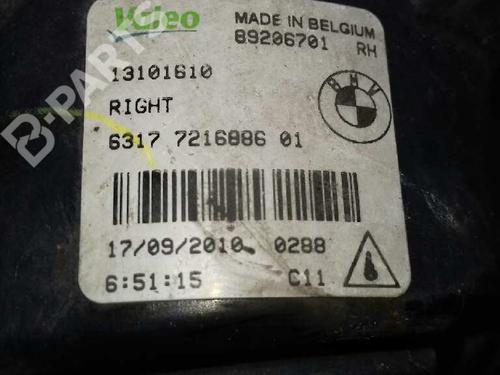 Valeo
MADE IN BELGIUM
89206701 RH
13101610
RIGHT
BMW
6317 7216886 01
17/09/2010 0288
6:51:15 C11
B-PARTS